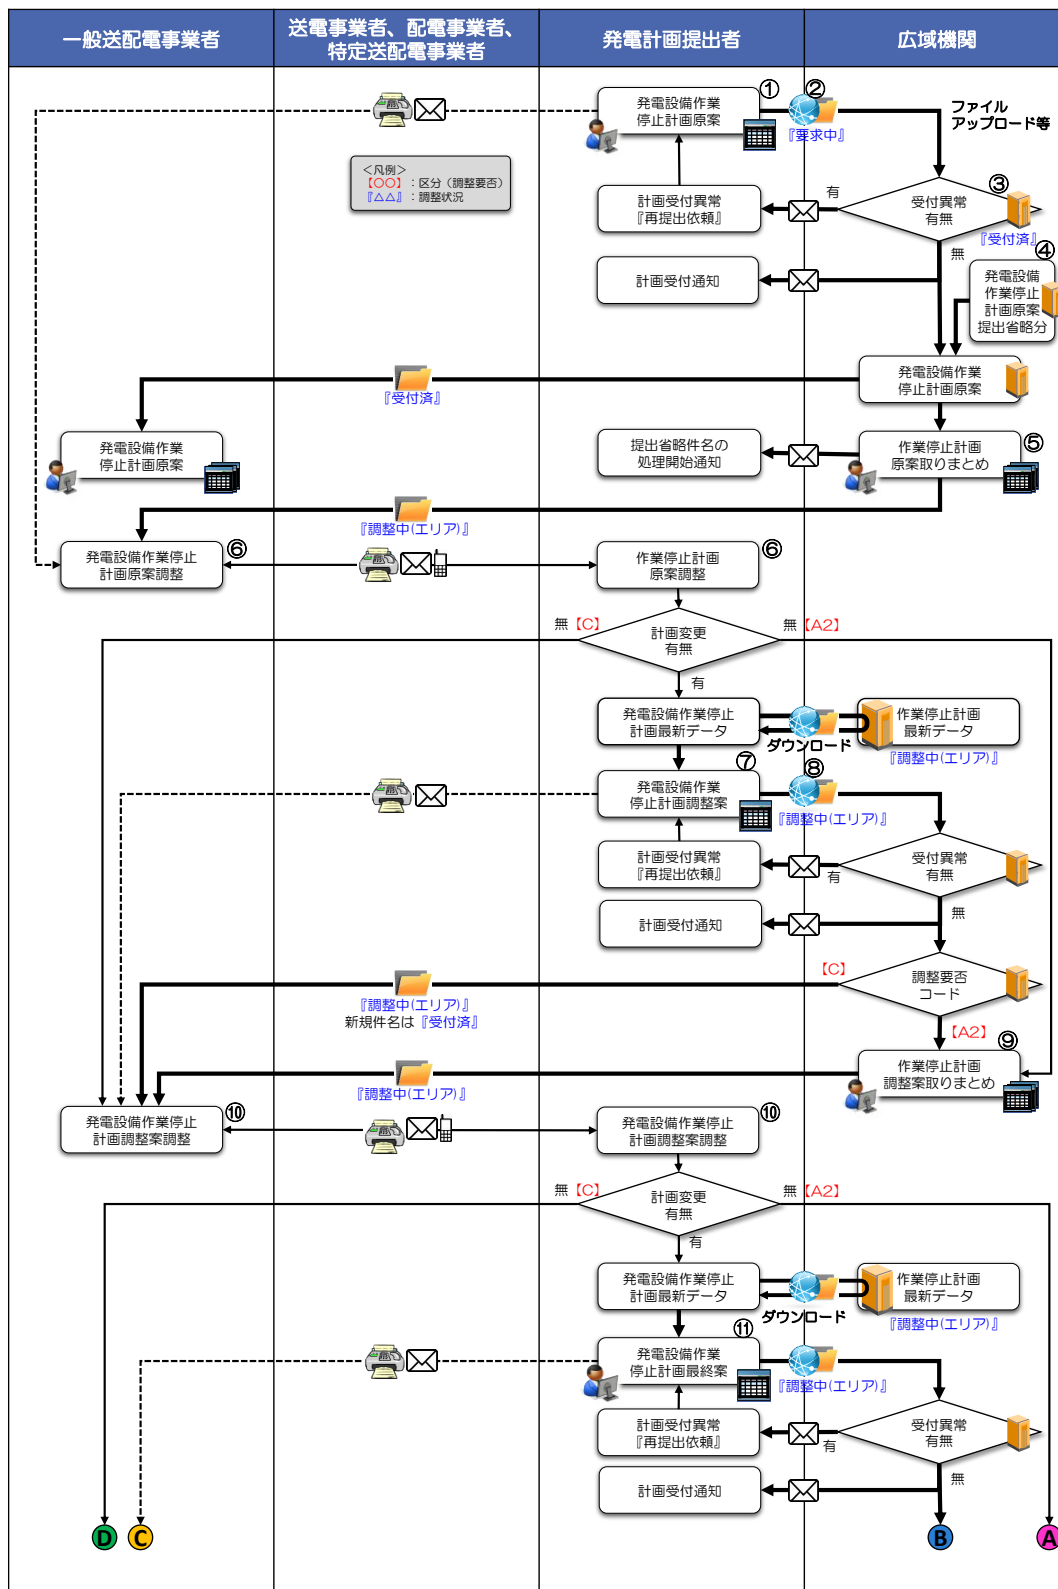 一般送配電事業者
送電事業者、配電事業者、
特定送配電事業者
発電計画提出者
広域機関
①
②
発電設備作業
停止計画原案
『要求中』
ファイル
アップロード等
<凡例>
【〇〇】：区分（調整要否）
『△△』：調整状況
計画受付異常
『再提出依頼』
有
受付異常
有無
③
『受付済』
無
④
計画受付通知
発電設備
作業停止
計画原案
提出省略分
発電設備作業
停止計画原案
『受付済』
発電設備作業
停止計画原案
提出省略件名の
処理開始通知
作業停止計画
原案取りまとめ
⑤
『調整中(エリア)』
発電設備作業停止
計画原案調整
⑥
作業停止計画
原案調整
⑥
無【C】
計画変更
有無
無【A2】
有
発電設備作業停止
計画最新データ
ダウンロード
作業停止計画
最新データ
『調整中(エリア)』
⑦
⑧
発電設備作業
停止計画調整案
『調整中(エリア)』
計画受付異常
『再提出依頼』
有
受付異常
有無
無
計画受付通知
【C】
調整要否
コード
『調整中(エリア)』
新規件名は『受付済』
【A2】
⑨
『調整中(エリア)』
作業停止計画
調整案取りまとめ
発電設備作業停止
計画調整案調整
⑩
発電設備作業停止
計画調整案調整
⑩
無【C】
計画変更
有無
無【A2】
有
発電設備作業停止
計画最新データ
ダウンロード
作業停止計画
最新データ
『調整中(エリア)』
⑪
発電設備作業
停止計画最終案
『調整中(エリア)』
計画受付異常
『再提出依頼』
有
受付異常
有無
無
計画受付通知
D
C
B
A